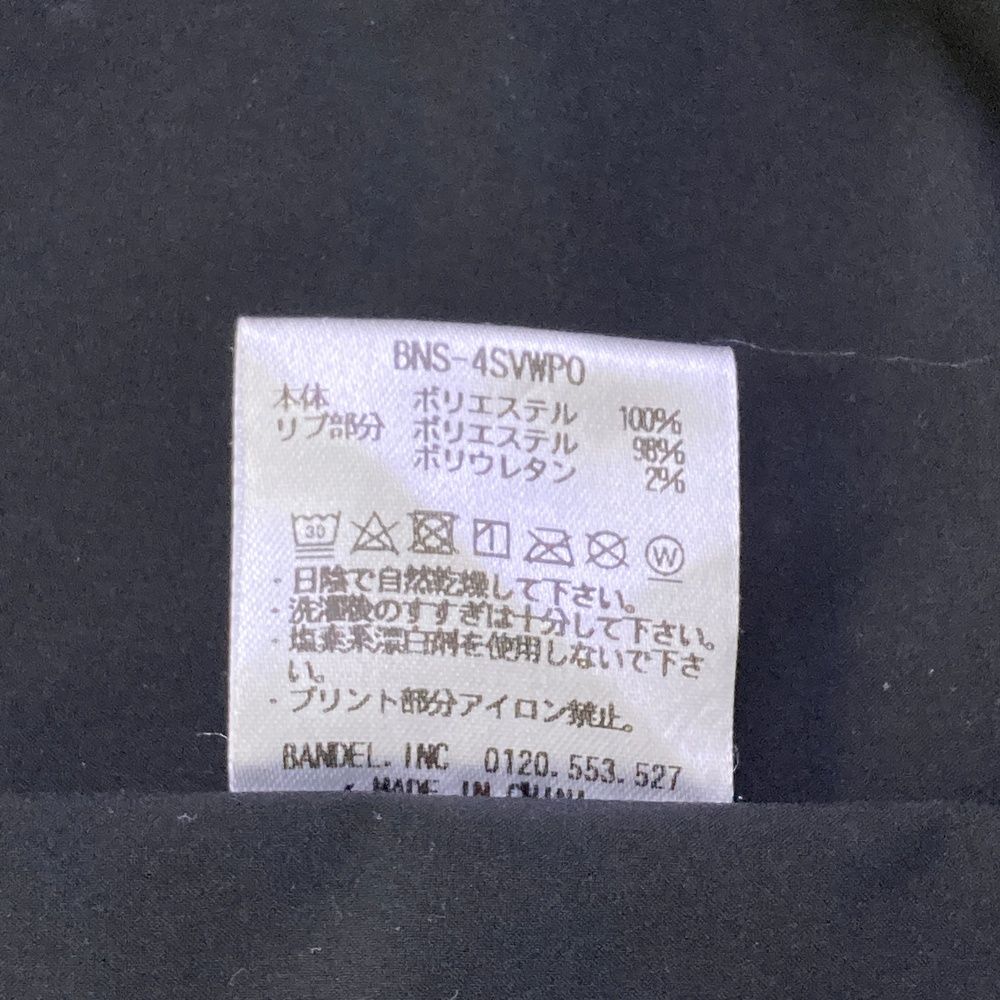 BNS-4SVWPO
本体 ポリエステル 100%
リブ部分 ポリエステル 98%
ポリウレタン 2%
30 W
・日陰で自然乾燥して下さい。
・洗濯後のすすぎは十分して下さい。
・塩素系漂白剤を使用しないで下さ
い。
・プリント部分アイロン禁止。
BANDEL.INC 0120.553.527
MADE IN CHINA